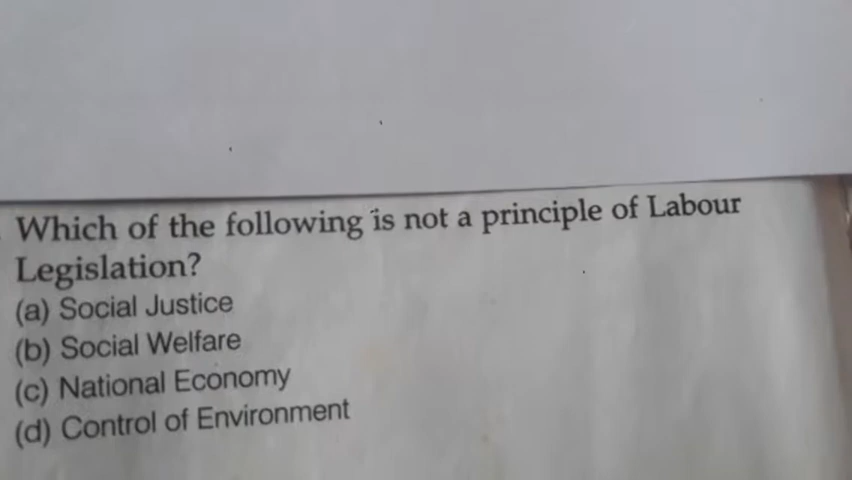 Which of the following is not a principle of Labour
Legislation?
(a) Social Justice
(b) Social Welfare
(c) National Economy
(d) Control of Environment